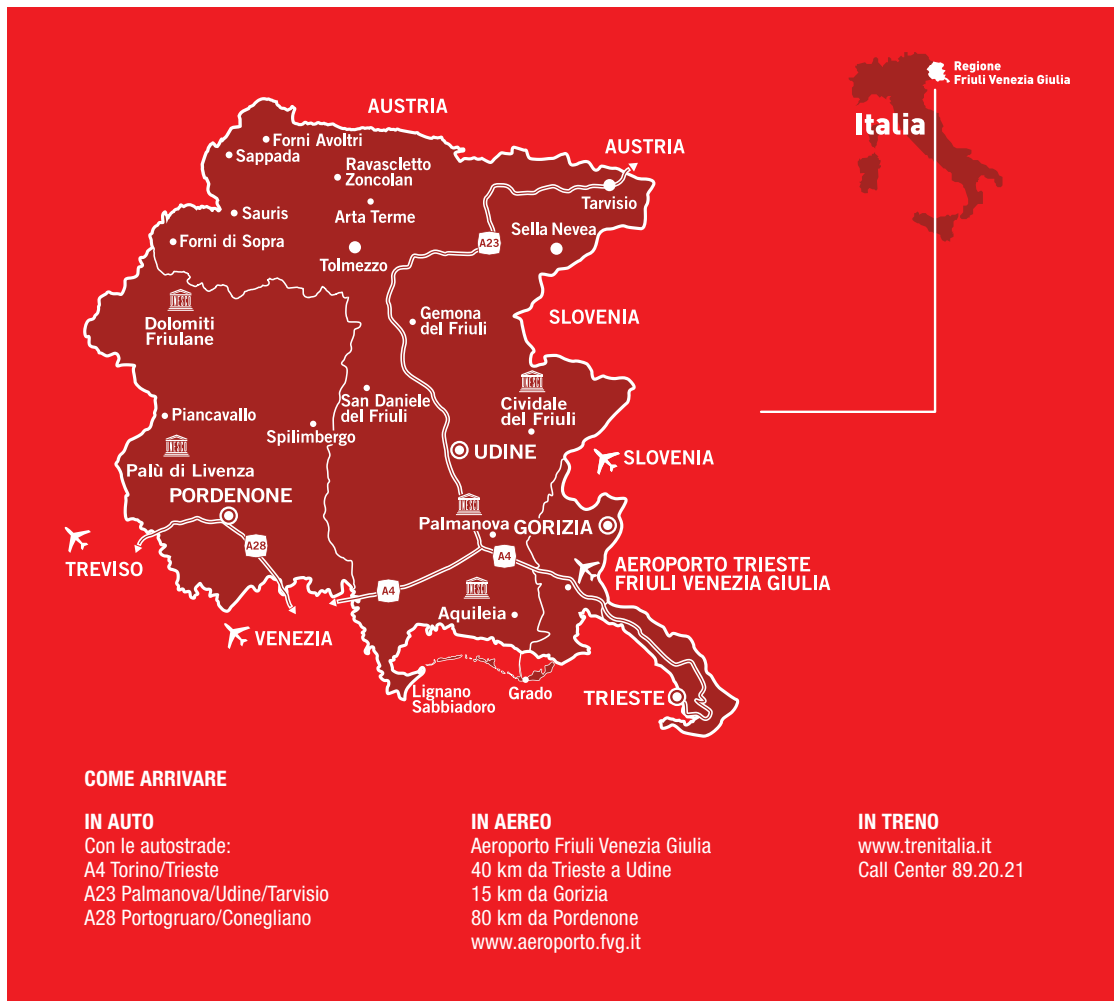 Regione
Friuli Venezia Giulia
Italia
AUSTRIA
Forni Avoltri
Sappada
Ravascletto
Zoncolan
AUSTRIA
Tarvisio
Sauris
Arta Terme
Forni di Sopra
Tolmezzo
A23
Sella Nevea
UNESCO
Dolomiti
Friulane
Gemona
del Friuli
SLOVENIA
UNESCO
Cividale
del Friuli
San Daniele
del Friuli
Piancavallo
Spilimbergo
UNESCO
Palù di Livenza
UDINE
SLOVENIA
PORDENONE
UNESCO
Palmanova
GORIZIA
TREVISO
A28
A4
A4
AEROPORTO TRIESTE
FRIULI VENEZIA GIULIA
UNESCO
Aquileia
VENEZIA
Lignano
Sabbiadoro
Grado
TRIESTE
COME ARRIVARE
IN AUTO
Con le autostrade:
A4 Torino/Trieste
A23 Palmanova/Udine/Tarvisio
A28 Portogruaro/Conegliano
IN AEREO
Aeroporto Friuli Venezia Giulia
40 km da Trieste a Udine
15 km da Gorizia
80 km da Pordenone
www.aeroporto.fvg.it
IN TRENO
www.trenitalia.it
Call Center 89.20.21